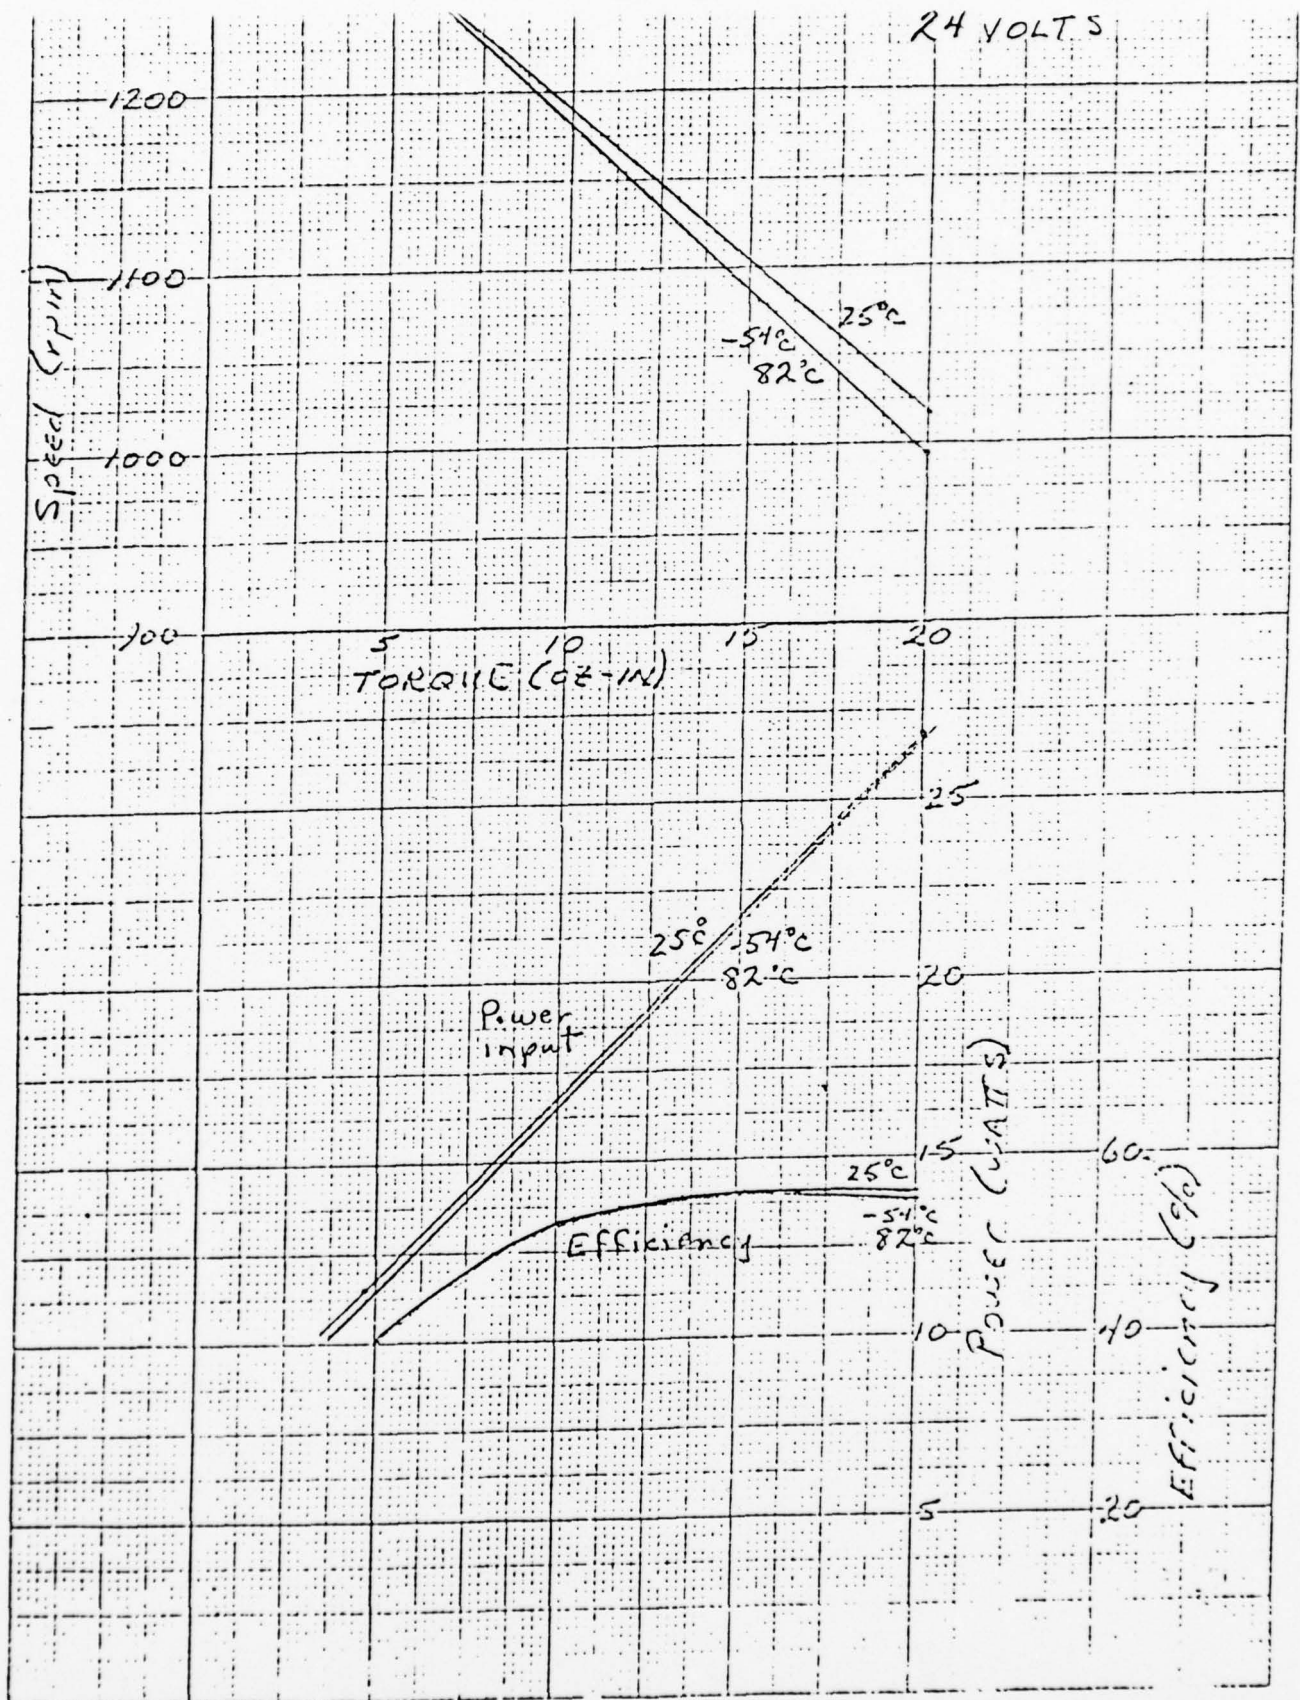 24 VOLTS
1200
1100
25°C
-54°C
82°C
Speed (rpm)
1000
900
5 10 15 20
TORQUE (OZ-IN)
25
25°C -54°C
82°C
20
Power
input
15 60
25°C
-54°C
82°C
Efficiency
Power (WATTS)
Efficiency (%)
10 40
5 20